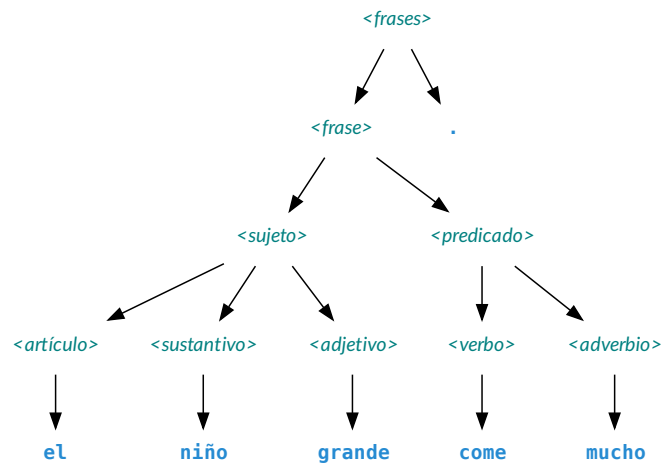 <frases>
<frase> .
<sujeto> <predicado>
<artículo> <sustantivo> <adjetivo> <verbo> <adverbio>
el niño grande come mucho